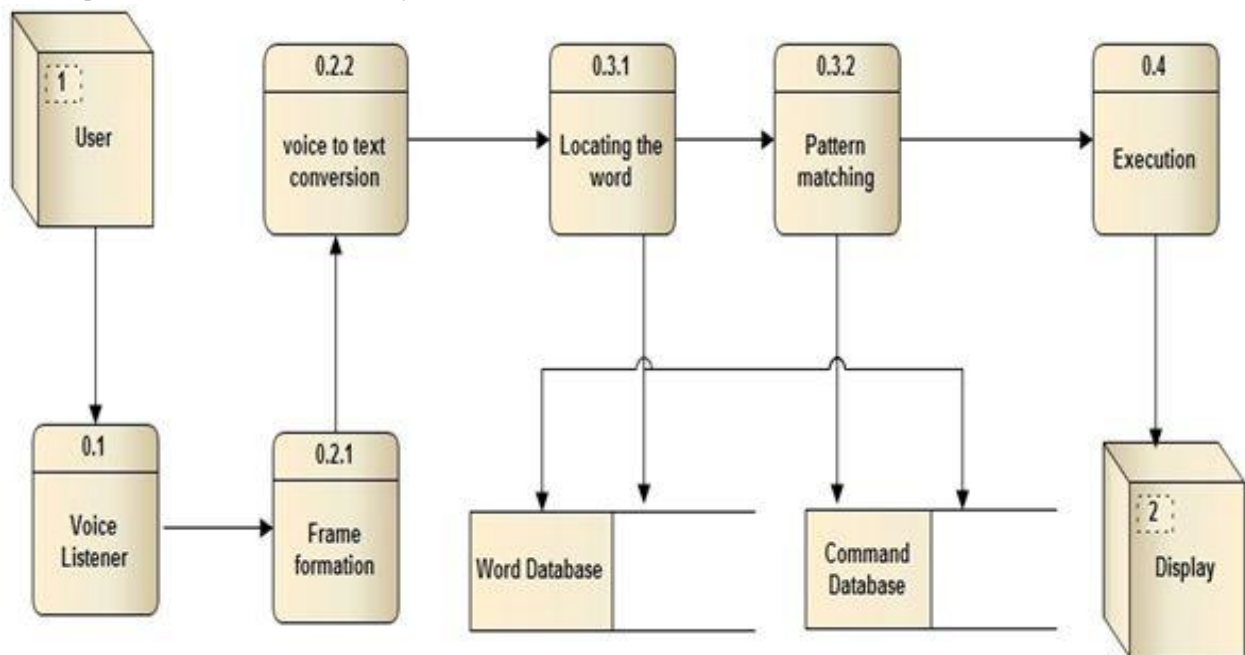 1
User
0.2.2
voice to text
conversion
0.3.1
Locating the
word
0.3.2
Pattern
matching
0.4
Execution
0.1
Voice
Listener
0.2.1
Frame
formation
Word Database
Command
Database
2
Display